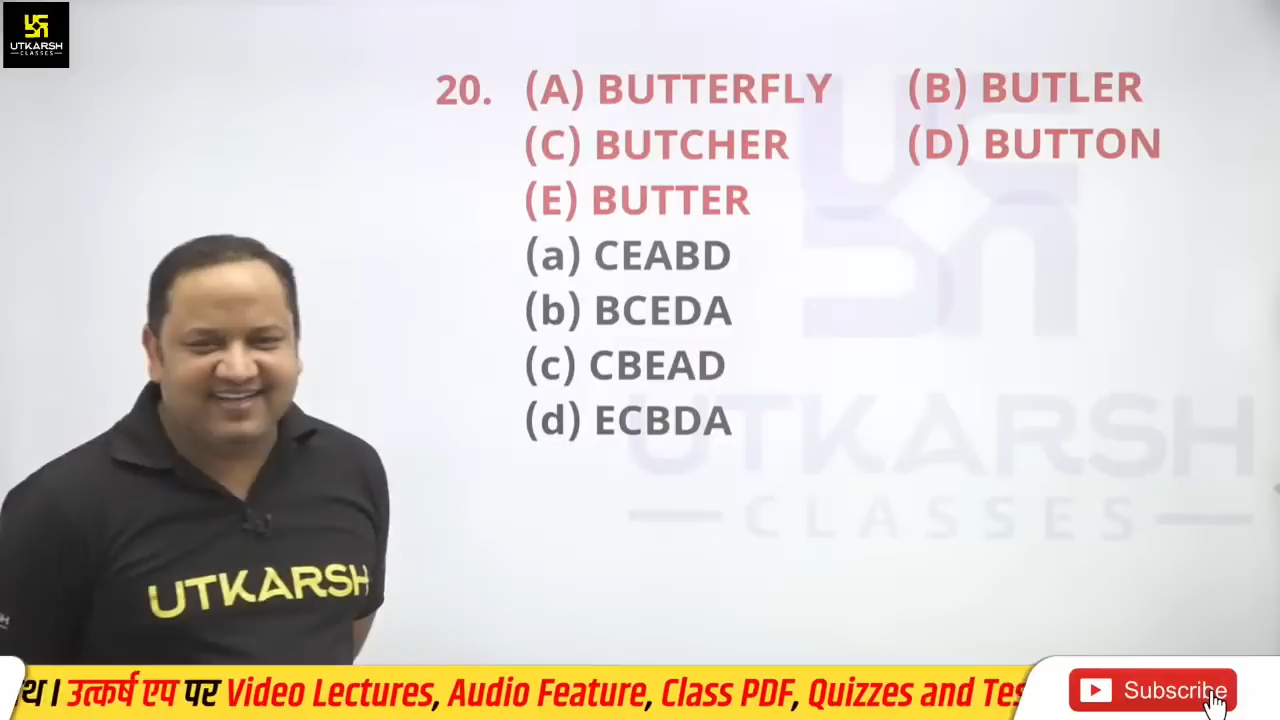 UTKARSH
CLASSES
20. (A) BUTTERFLY (B) BUTLER
(C) BUTCHER (D) BUTTON
(E) BUTTER
(a) CEABD
(b) BCEDA
(c) CBEAD
(d) ECBDA
UTKARSH
CLASSES
UTKARSH
उत्कर्ष एप पर Video Lectures, Audio Feature, Class PDF, Quizzes and
Subscribe